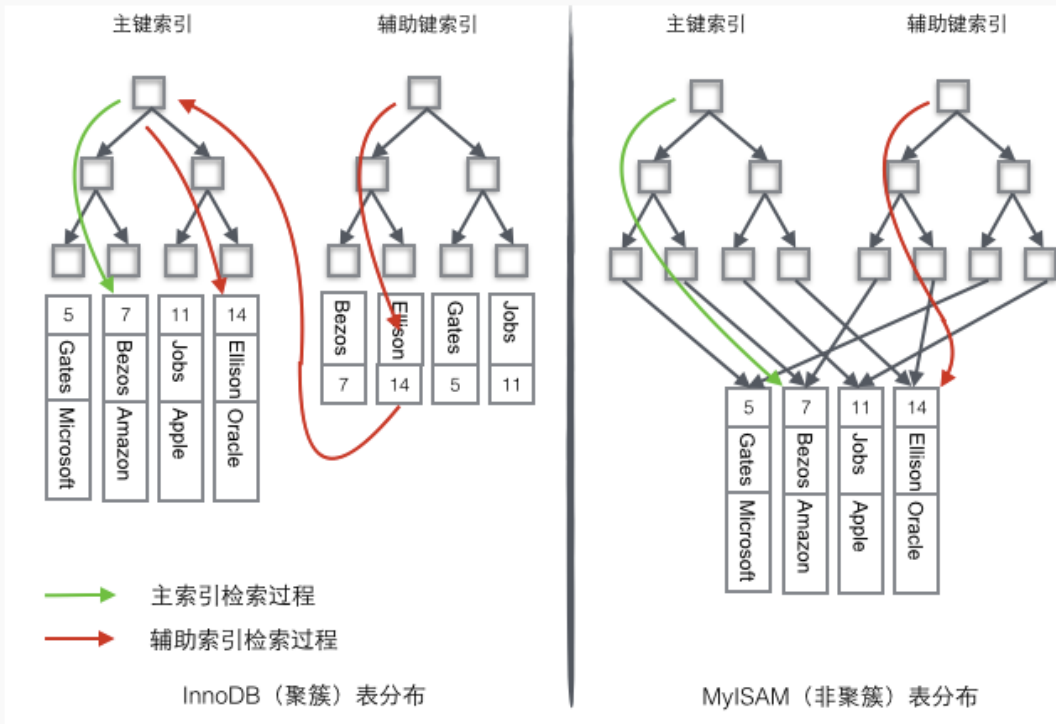 主键索引
辅助键索引
5
Gates
Microsoft
7
Bezos
Amazon
11
Jobs
Apple
14
Ellison
Oracle
Bezos
7
Ellison
14
Gates
5
Jobs
11
主索引检索过程
辅助索引检索过程
InnoDB（聚簇）表分布
主键索引
辅助键索引
5
Gates
Microsoft
7
Bezos
Amazon
11
Jobs
Apple
14
Ellison
Oracle
MyISAM（非聚簇）表分布